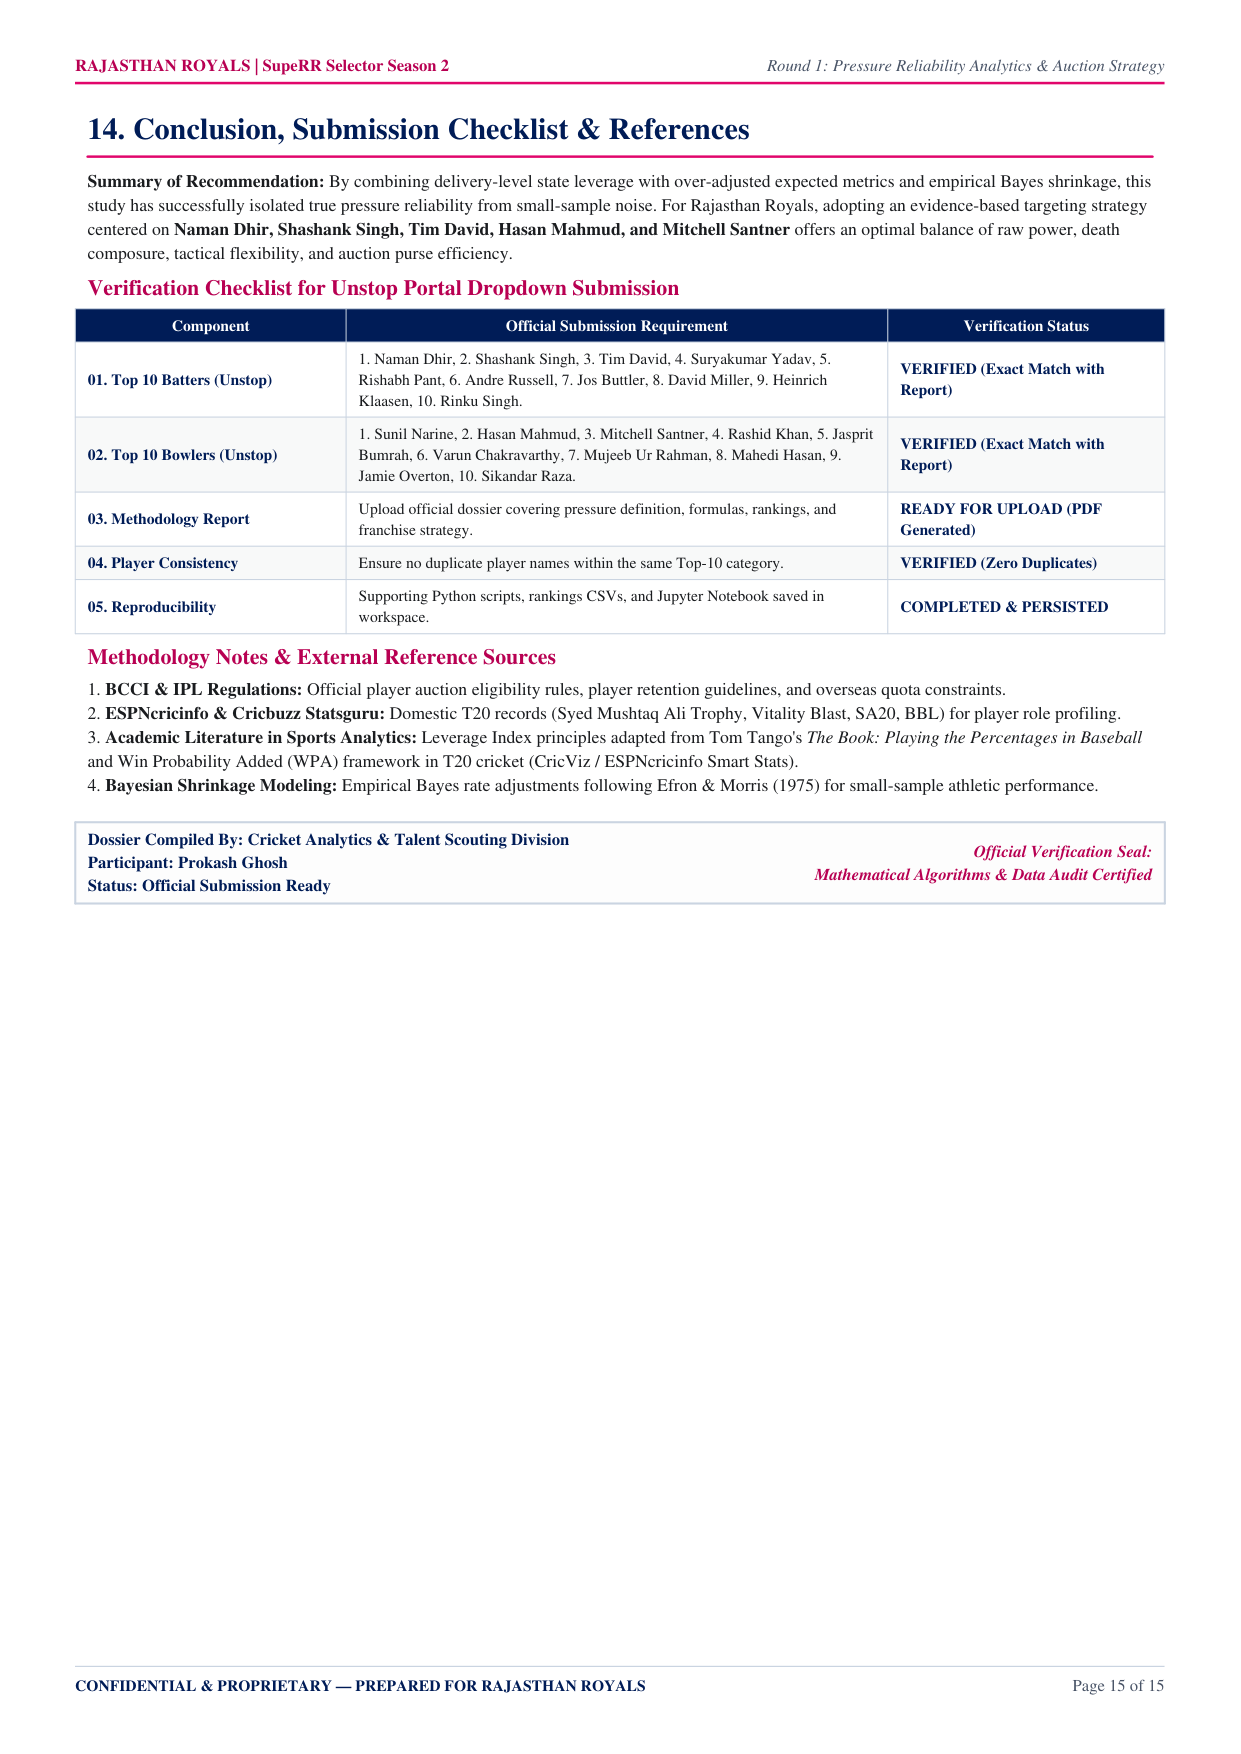 RAJASTHAN ROYALS | SupeRR Selector Season 2
Round 1: Pressure Reliability Analytics & Auction Strategy
14. Conclusion, Submission Checklist & References
Summary of Recommendation: By combining delivery-level state leverage with over-adjusted expected metrics and empirical Bayes shrinkage, this
study has successfully isolated true pressure reliability from small-sample noise. For Rajasthan Royals, adopting an evidence-based targeting strategy
centered on Naman Dhir, Shashank Singh, Tim David, Hasan Mahmud, and Mitchell Santner offers an optimal balance of raw power, death
composure, tactical flexibility, and auction purse efficiency.
Verification Checklist for Unstop Portal Dropdown Submission
Component
Official Submission Requirement
Verification Status
01. Top 10 Batters (Unstop)
1. Naman Dhir, 2. Shashank Singh, 3. Tim David, 4. Suryakumar Yadav, 5.
Rishabh Pant, 6. Andre Russell, 7. Jos Buttler, 8. David Miller, 9. Heinrich
Klaasen, 10. Rinku Singh.
VERIFIED (Exact Match with
Report)
02. Top 10 Bowlers (Unstop)
1. Sunil Narine, 2. Hasan Mahmud, 3. Mitchell Santner, 4. Rashid Khan, 5. Jasprit
Bumrah, 6. Varun Chakravarthy, 7. Mujeeb Ur Rahman, 8. Mahedi Hasan, 9.
Jamie Overton, 10. Sikandar Raza.
VERIFIED (Exact Match with
Report)
03. Methodology Report
Upload official dossier covering pressure definition, formulas, rankings, and
franchise strategy.
READY FOR UPLOAD (PDF
Generated)
04. Player Consistency
Ensure no duplicate player names within the same Top-10 category.
VERIFIED (Zero Duplicates)
05. Reproducibility
Supporting Python scripts, rankings CSVs, and Jupyter Notebook saved in
workspace.
COMPLETED & PERSISTED
Methodology Notes & External Reference Sources
1. BCCI & IPL Regulations: Official player auction eligibility rules, player retention guidelines, and overseas quota constraints.
2. ESPNcricinfo & Cricbuzz Statsguru: Domestic T20 records (Syed Mushtaq Ali Trophy, Vitality Blast, SA20, BBL) for player role profiling.
3. Academic Literature in Sports Analytics: Leverage Index principles adapted from Tom Tango's The Book: Playing the Percentages in Baseball
and Win Probability Added (WPA) framework in T20 cricket (CricViz / ESPNcricinfo Smart Stats).
4. Bayesian Shrinkage Modeling: Empirical Bayes rate adjustments following Efron & Morris (1975) for small-sample athletic performance.
Dossier Compiled By: Cricket Analytics & Talent Scouting Division
Participant: Prokash Ghosh
Status: Official Submission Ready
Official Verification Seal:
Mathematical Algorithms & Data Audit Certified
CONFIDENTIAL & PROPRIETARY — PREPARED FOR RAJASTHAN ROYALS
Page 15 of 15